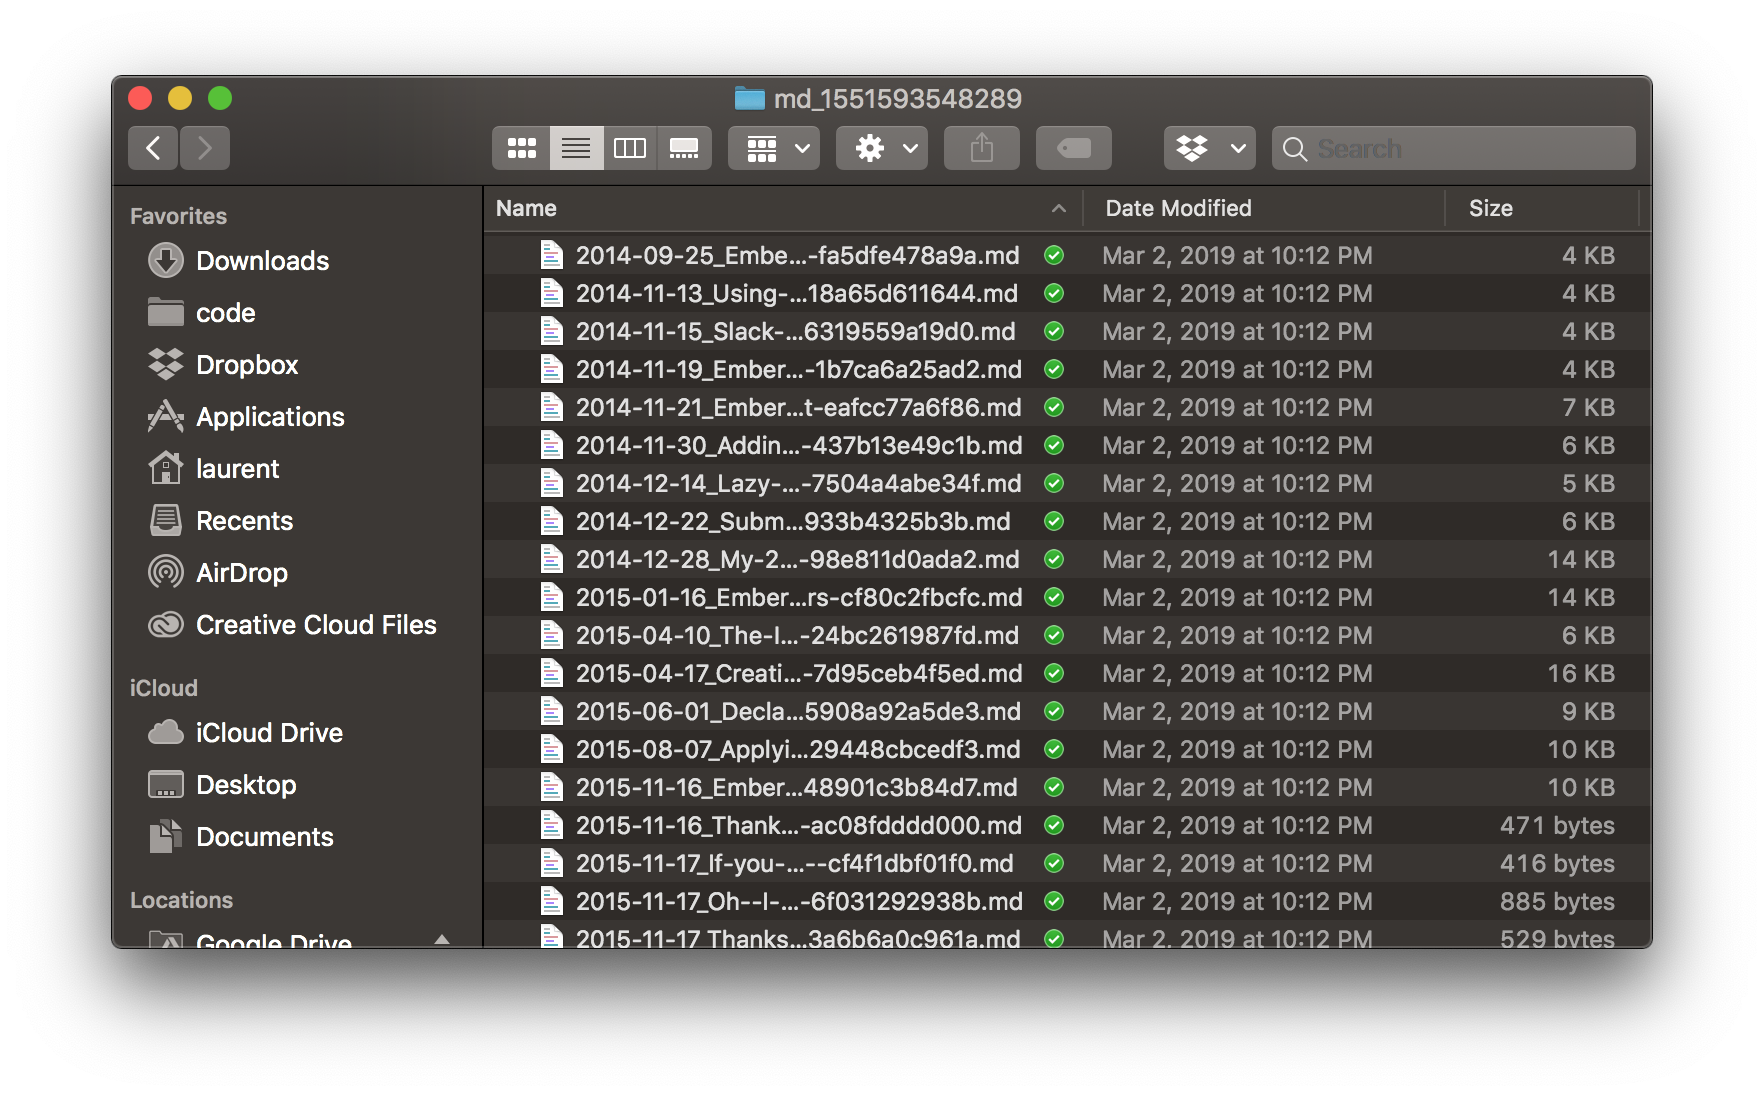 md_1551593548289
Search
Favorites
Downloads
code
Dropbox
Applications
laurent
Recents
AirDrop
Creative Cloud Files
iCloud
iCloud Drive
Desktop
Documents
Locations
Google Drive
Name Date Modified Size
2014-09-25_Embe...-fa5dfe478a9a.md Mar 2, 2019 at 10:12 PM 4 KB
2014-11-13_Using-...18a65d611644.md Mar 2, 2019 at 10:12 PM 4 KB
2014-11-15_Slack-...6319559a19d0.md Mar 2, 2019 at 10:12 PM 4 KB
2014-11-19_Ember...-1b7ca6a25ad2.md Mar 2, 2019 at 10:12 PM 4 KB
2014-11-21_Ember...t-eafcc77a6f86.md Mar 2, 2019 at 10:12 PM 7 KB
2014-11-30_Addin...-437b13e49c1b.md Mar 2, 2019 at 10:12 PM 6 KB
2014-12-14_Lazy-...-7504a4abe34f.md Mar 2, 2019 at 10:12 PM 5 KB
2014-12-22_Subm...933b4325b3b.md Mar 2, 2019 at 10:12 PM 6 KB
2014-12-28_My-2...-98e811d0ada2.md Mar 2, 2019 at 10:12 PM 14 KB
2015-01-16_Ember...rs-cf80c2fbcfc.md Mar 2, 2019 at 10:12 PM 14 KB
2015-04-10_The-I...-24bc261987fd.md Mar 2, 2019 at 10:12 PM 6 KB
2015-04-17_Creati...-7d95ceb4f5ed.md Mar 2, 2019 at 10:12 PM 16 KB
2015-06-01_Decla...5908a92a5de3.md Mar 2, 2019 at 10:12 PM 9 KB
2015-08-07_Applyi...29448cbcedf3.md Mar 2, 2019 at 10:12 PM 10 KB
2015-11-16_Ember...48901c3b84d7.md Mar 2, 2019 at 10:12 PM 10 KB
2015-11-16_Thank...-ac08fdddd000.md Mar 2, 2019 at 10:12 PM 471 bytes
2015-11-17_If-you-...--cf4f1dbf01f0.md Mar 2, 2019 at 10:12 PM 416 bytes
2015-11-17_Oh--I-...-6f031292938b.md Mar 2, 2019 at 10:12 PM 885 bytes
2015-11-17_Thanks...3a6b6a0c961a.md Mar 2, 2019 at 10:12 PM 529 bytes